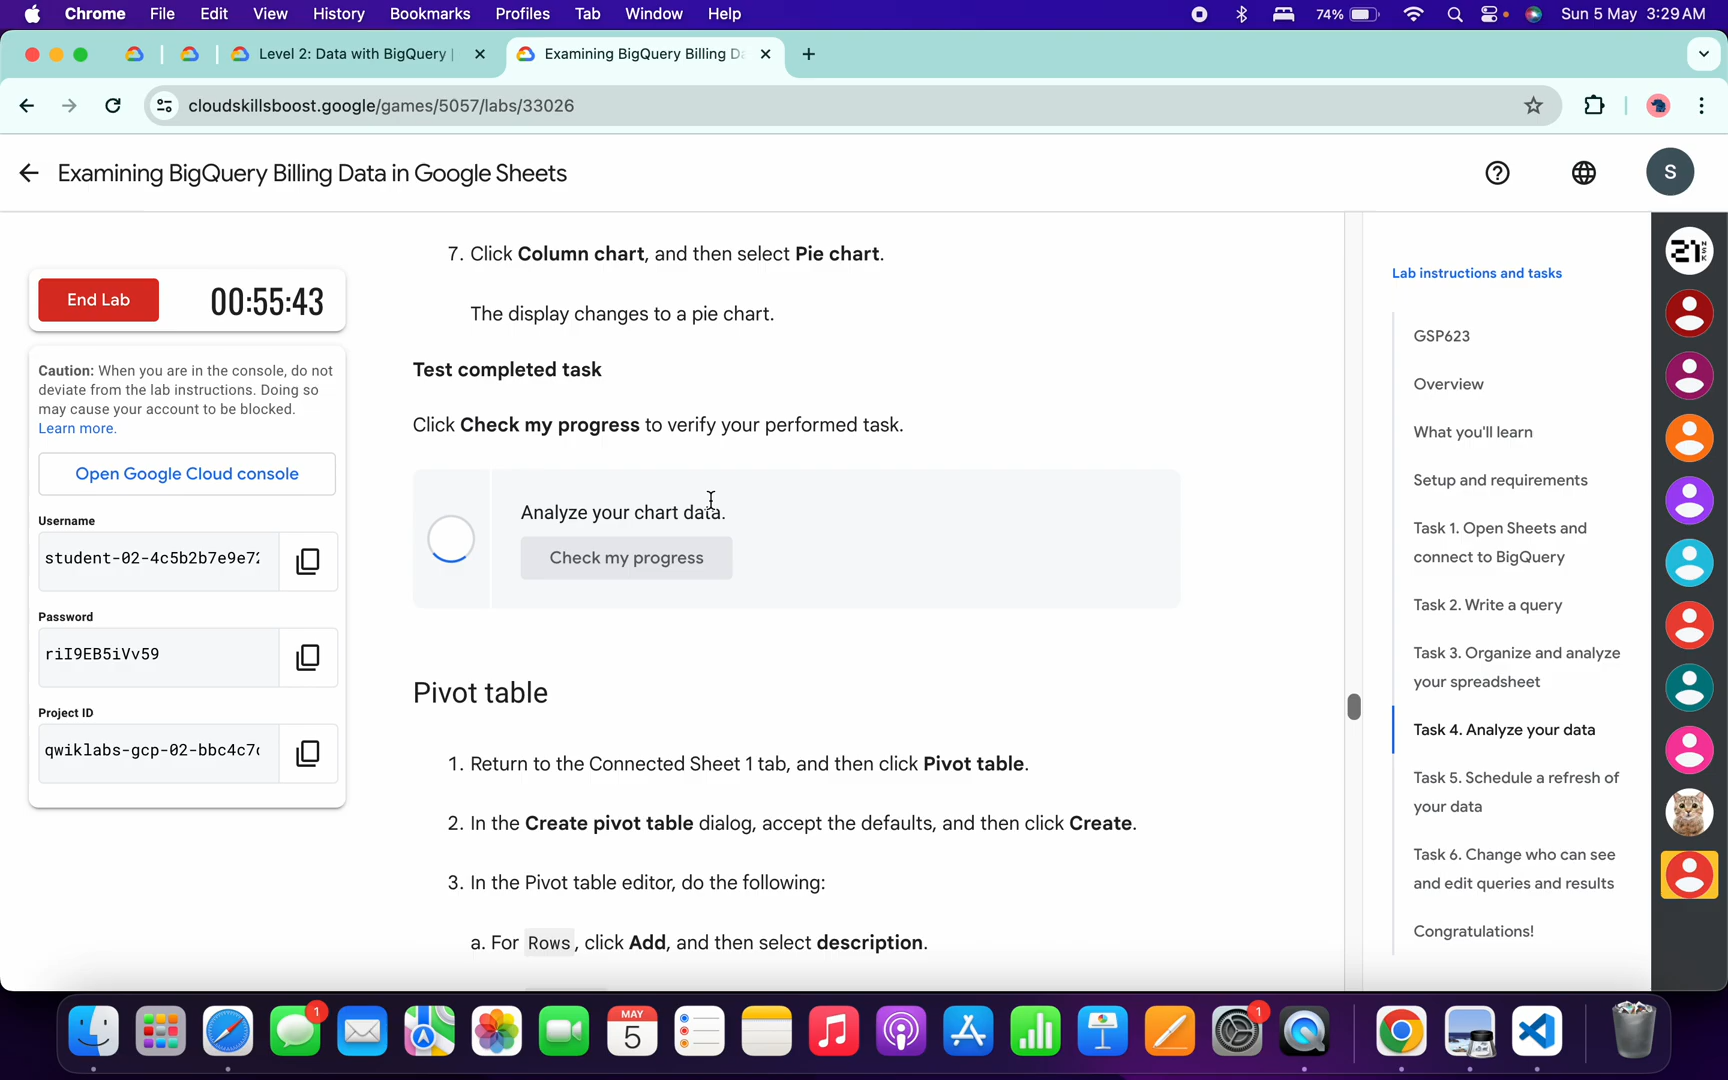 Chrome File Edit View History Bookmarks Profiles Tab Window Help 74% Sun 5 May 3:29 AM
Level 2: Data with BigQuery |
Examining BigQuery Billing Da
cloudskillsboost.google/games/5057/labs/33026
Examining BigQuery Billing Data in Google Sheets
S
End Lab
00:55:43
Caution: When you are in the console, do not
deviate from the lab instructions. Doing so
may cause your account to be blocked.
Learn more.
Open Google Cloud console
Username
student-02-4c5b2b7e9e72
Password
riI9EB5iVv59
Project ID
qwiklabs-gcp-02-bbc4c7
7. Click Column chart, and then select Pie chart.
The display changes to a pie chart.
Test completed task
Click Check my progress to verify your performed task.
Analyze your chart data.
Check my progress
Pivot table
1. Return to the Connected Sheet 1 tab, and then click Pivot table.
2. In the Create pivot table dialog, accept the defaults, and then click Create.
3. In the Pivot table editor, do the following:
a. For Rows, click Add, and then select description.
Lab instructions and tasks
GSP623
Overview
What you'll learn
Setup and requirements
Task 1. Open Sheets and
connect to BigQuery
Task 2. Write a query
Task 3. Organize and analyze
your spreadsheet
Task 4. Analyze your data
Task 5. Schedule a refresh of
your data
Task 6. Change who can see
and edit queries and results
Congratulations!
21
1
MAY
5
1